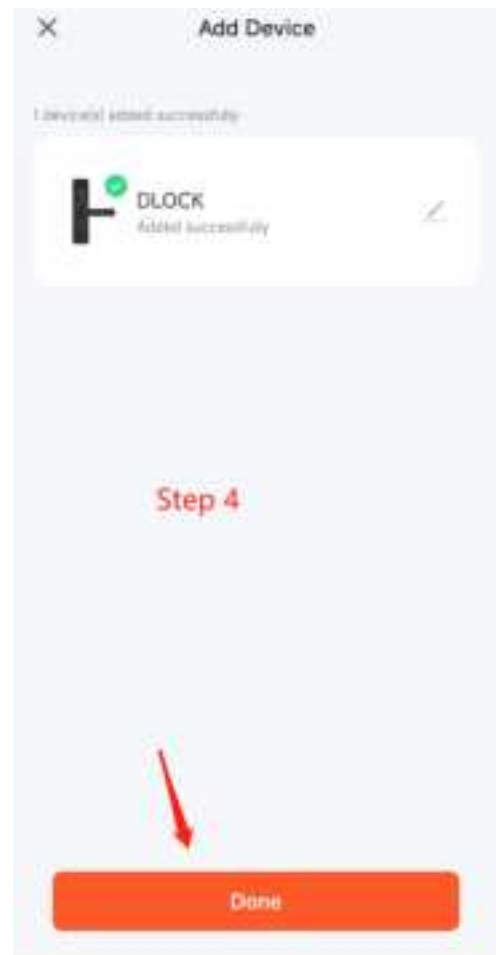 Add Device
1 device(s) added successfully
DLOCK
Added successfully
Step 4
Done